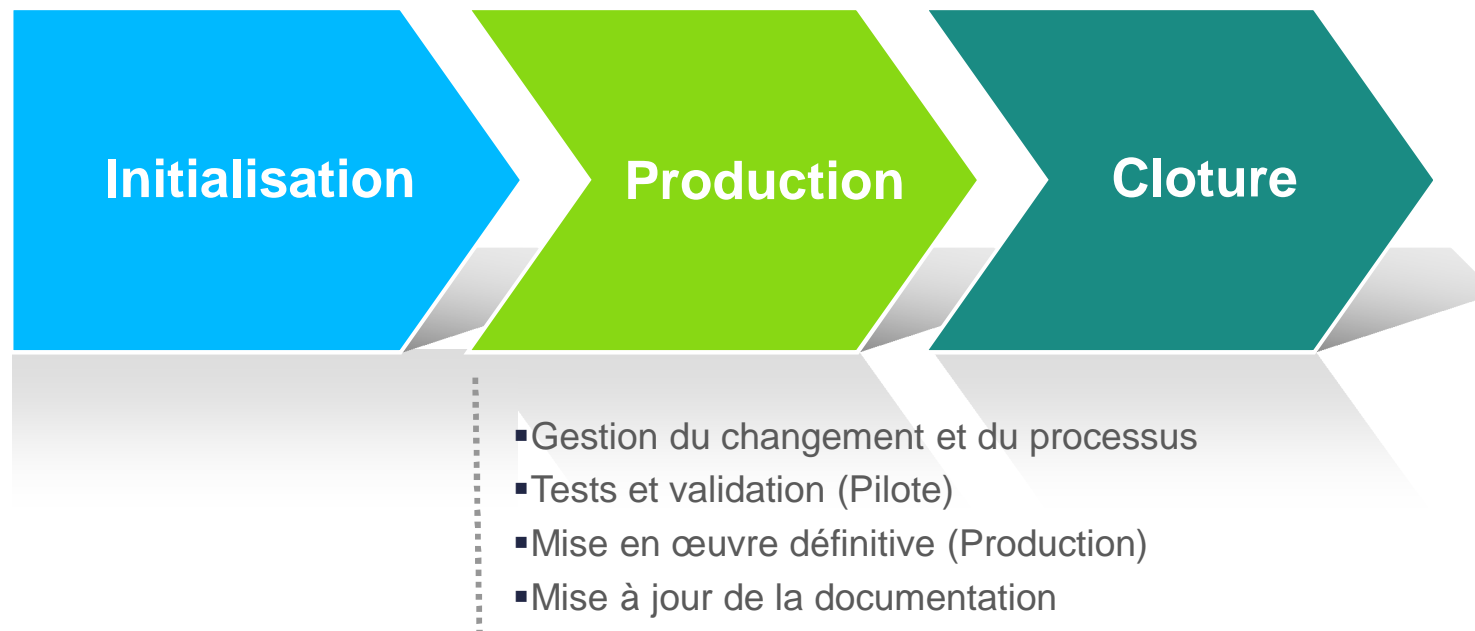 Initialisation
Production
Cloture
▪Gestion du changement et du processus
▪Tests et validation (Pilote)
▪Mise en œuvre définitive (Production)
▪Mise à jour de la documentation